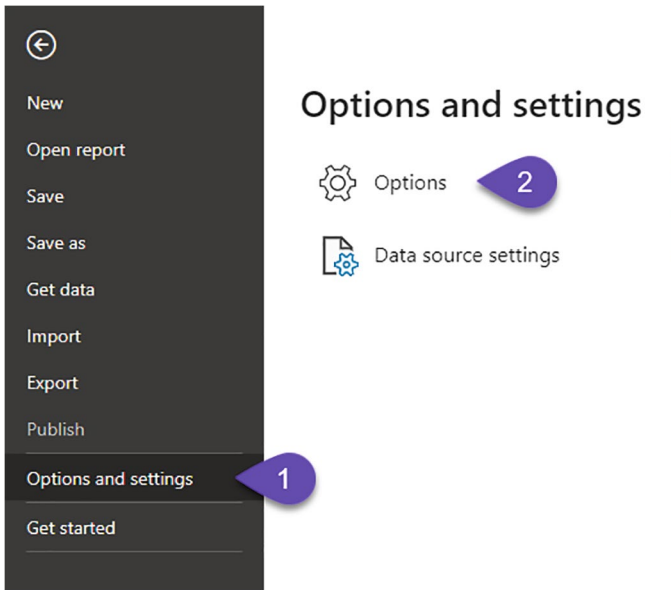 New
Open report
Save
Save as
Get data
Import
Export
Publish
Options and settings
1
Get started
Options and settings
Options
2
Data source settings